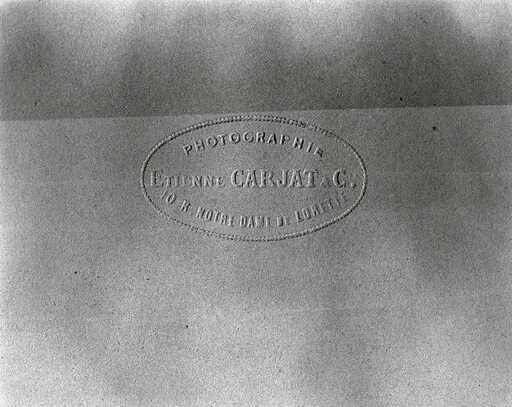 PHOTOGRAPHIE
ETIENNE CARJAT & C.
10 R. NOTRE DAME DE LORETTE